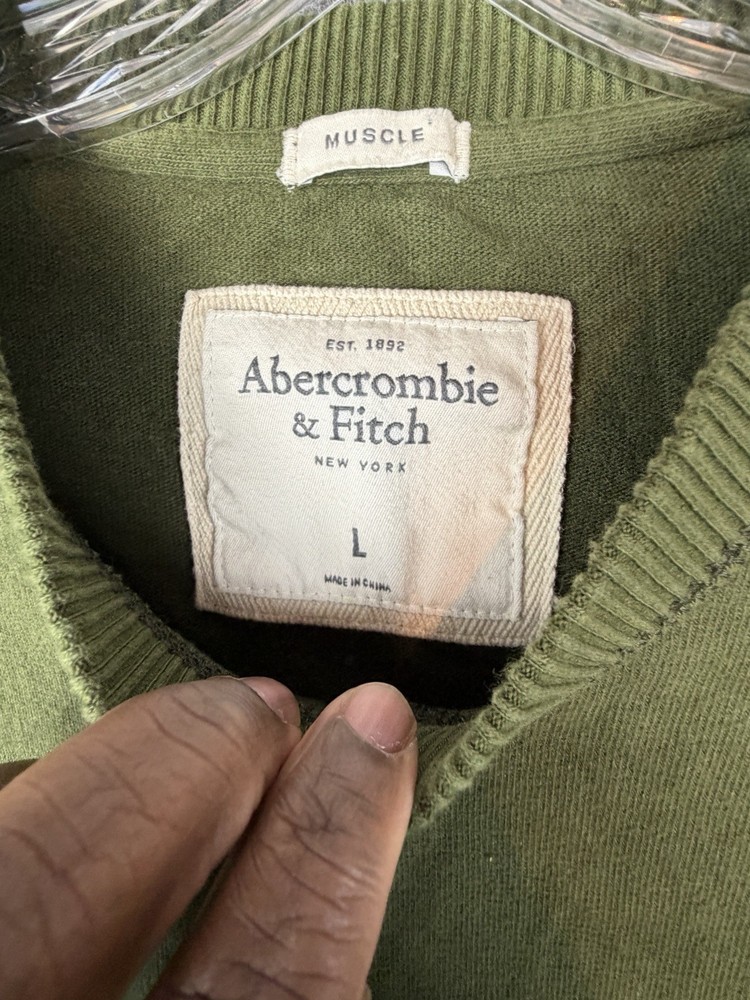 MUSCLE
EST. 1892
Abercrombie
& Fitch
NEW YORK
L
MADE IN CHINA